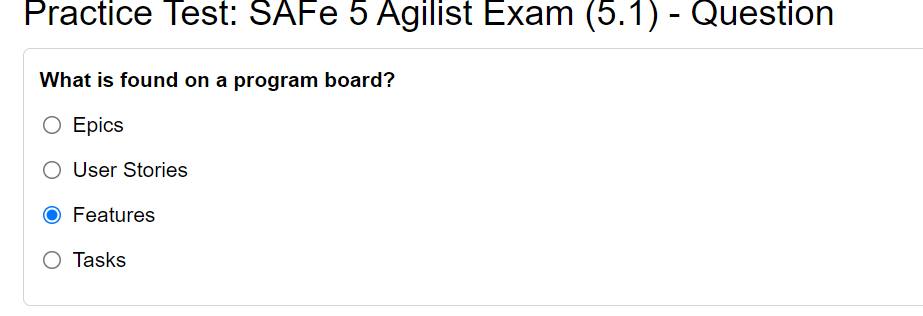 Practice Test: SAFe 5 Agilist Exam (5.1) - Question
What is found on a program board?
Epics
User Stories
Features
Tasks